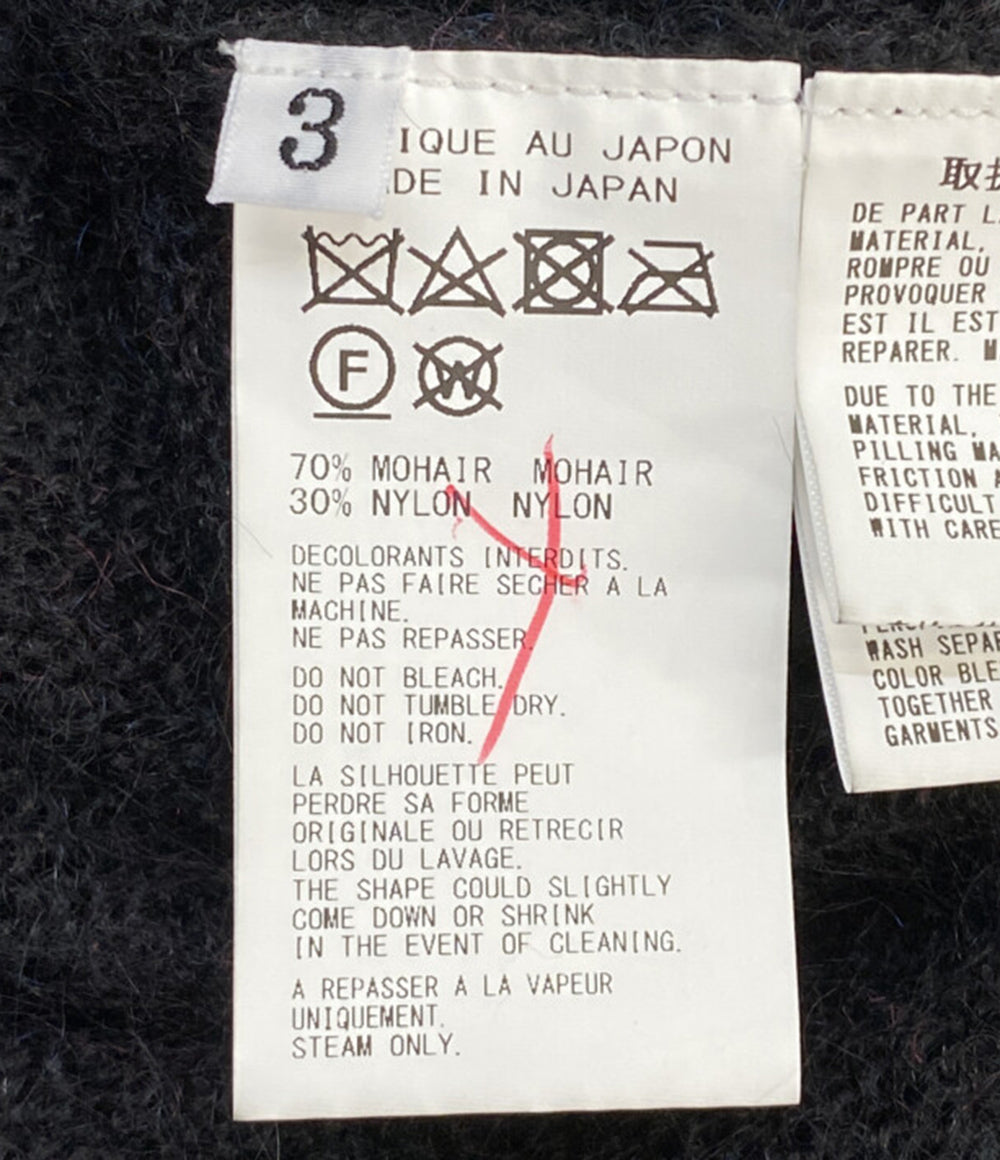 3
IQUE AU JAPON
DE IN JAPAN
F
W
70% MOHAIR MOHAIR
30% NYLON NYLON
DECOLORANTS INTERDITS.
NE PAS FAIRE SECHER A LA
MACHINE.
NE PAS REPASSER.
DO NOT BLEACH.
DO NOT TUMBLE DRY.
DO NOT IRON.
LA SILHOUETTE PEUT
PERDRE SA FORME
ORIGINALE OU RETRECIR
LORS DU LAVAGE.
THE SHAPE COULD SLIGHTLY
COME DOWN OR SHRINK
IN THE EVENT OF CLEANING.
A REPASSER A LA VAPEUR
UNIQUEMENT.
STEAM ONLY.
取扱
DE PART L
MATERIAL,
ROMPRE OU
PROVOQUER
EST IL EST
REPARER. M
DUE TO THE
MATERIAL,
PILLING MA
FRICTION A
DIFFICULT
WITH CARE
WASH SEPA
COLOR BLE
TOGETHER
GARMENTS